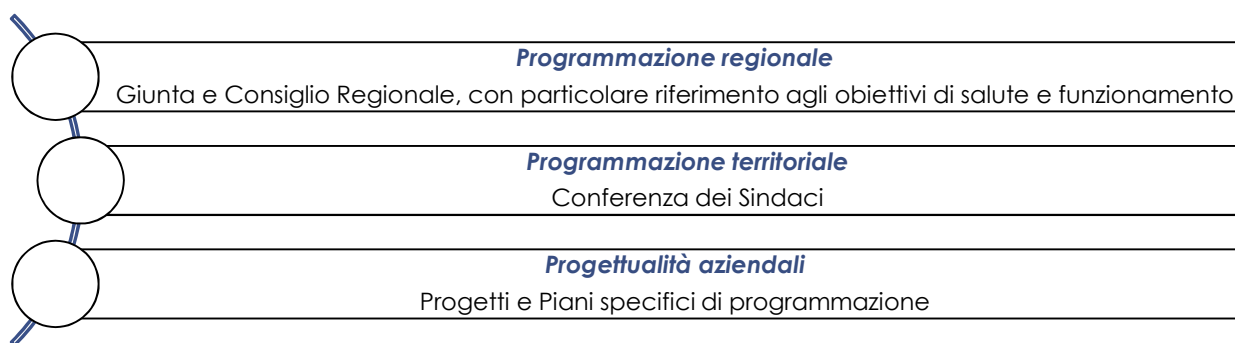 Programmazione regionale
Giunta e Consiglio Regionale, con particolare riferimento agli obiettivi di salute e funzionamento
Programmazione territoriale
Conferenza dei Sindaci
Progettualità aziendali
Progetti e Piani specifici di programmazione